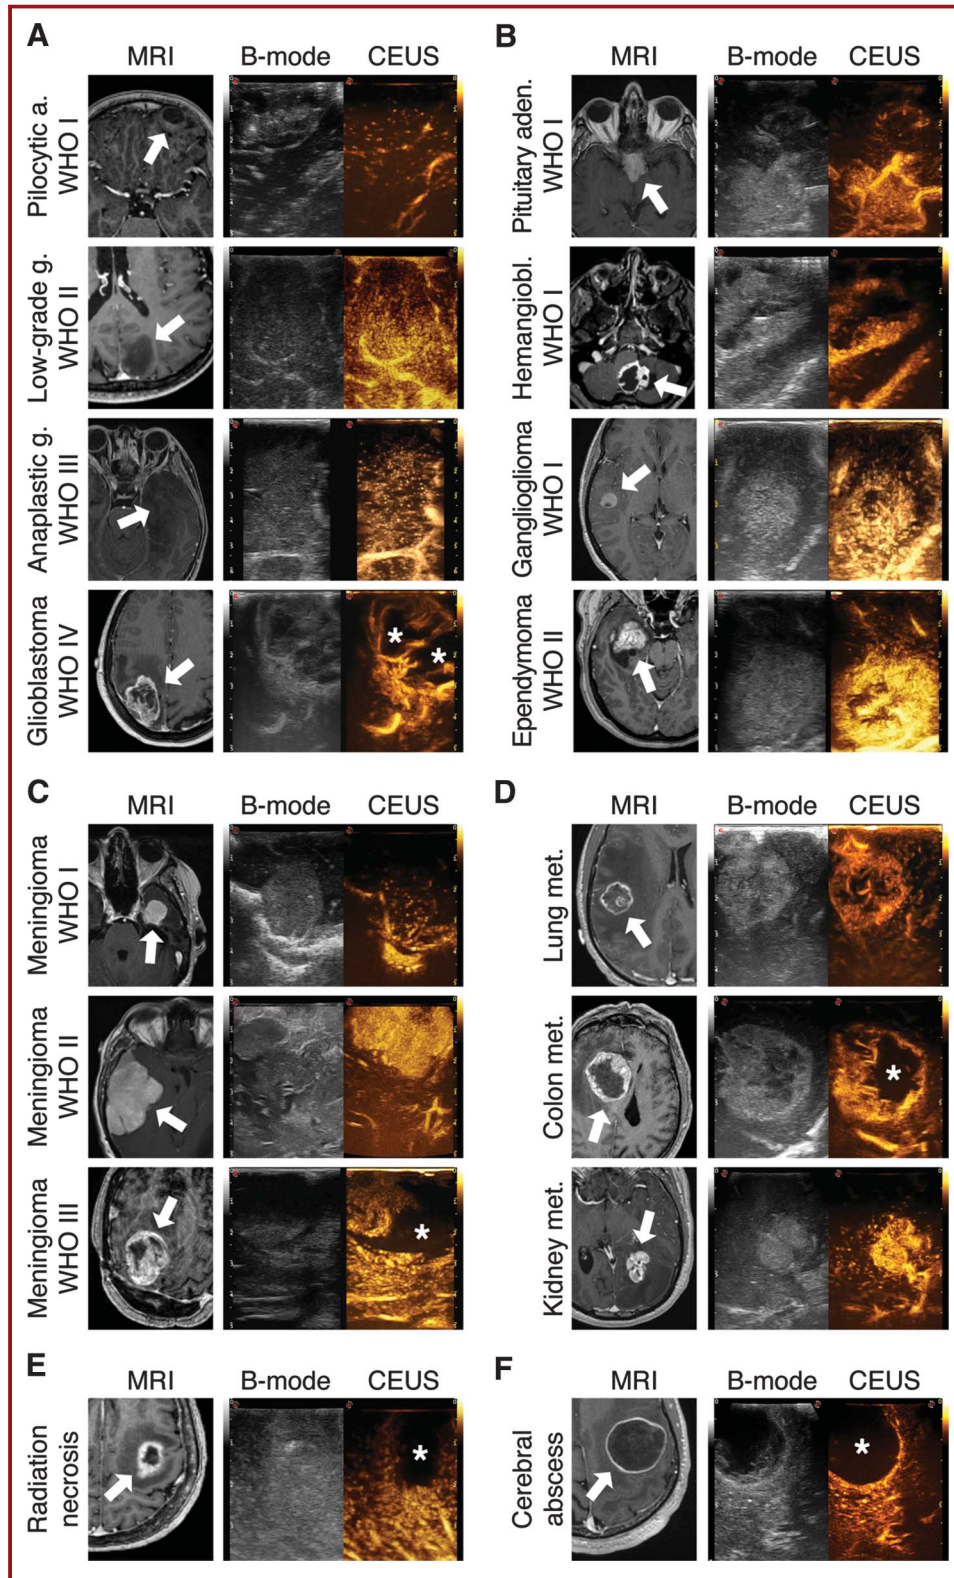 A
MRI B-mode CEUS
Pilocytic a.
WHO I
Low-grade g.
WHO II
Anaplastic g.
WHO III
Glioblastoma
WHO IV
*
*
B
MRI B-mode CEUS
Pituitary aden.
WHO I
Hemangiobl.
WHO I
Ganglioglioma
WHO I
Ependymoma
WHO II
C
MRI B-mode CEUS
Meningioma
WHO I
Meningioma
WHO II
Meningioma
WHO III
*
D
MRI B-mode CEUS
Lung met.
Colon met.
*
Kidney met.
E
MRI B-mode CEUS
Radiation
necrosis
*
F
MRI B-mode CEUS
Cerebral
abscess
*